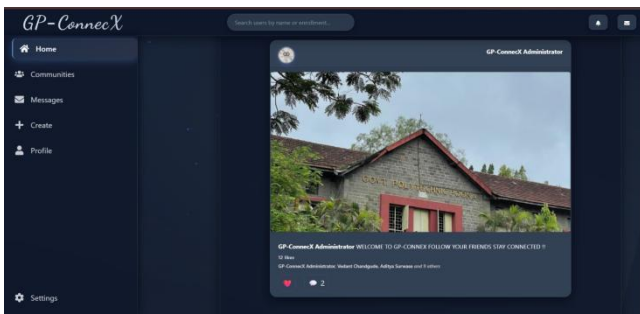 GP-ConnecX
Search users by name or enrollment...
Home
Communities
Messages
Create
Profile
Settings
GP-ConnecX Administrator
GP-ConnecX Administrator WELCOME TO GP-CONNEX FOLLOW YOUR FRIENDS STAY CONNECTED !!
12 likes
GP-ConnecX Administrator, Vedant Chandgude, Aditya Surwase and 9 others
2